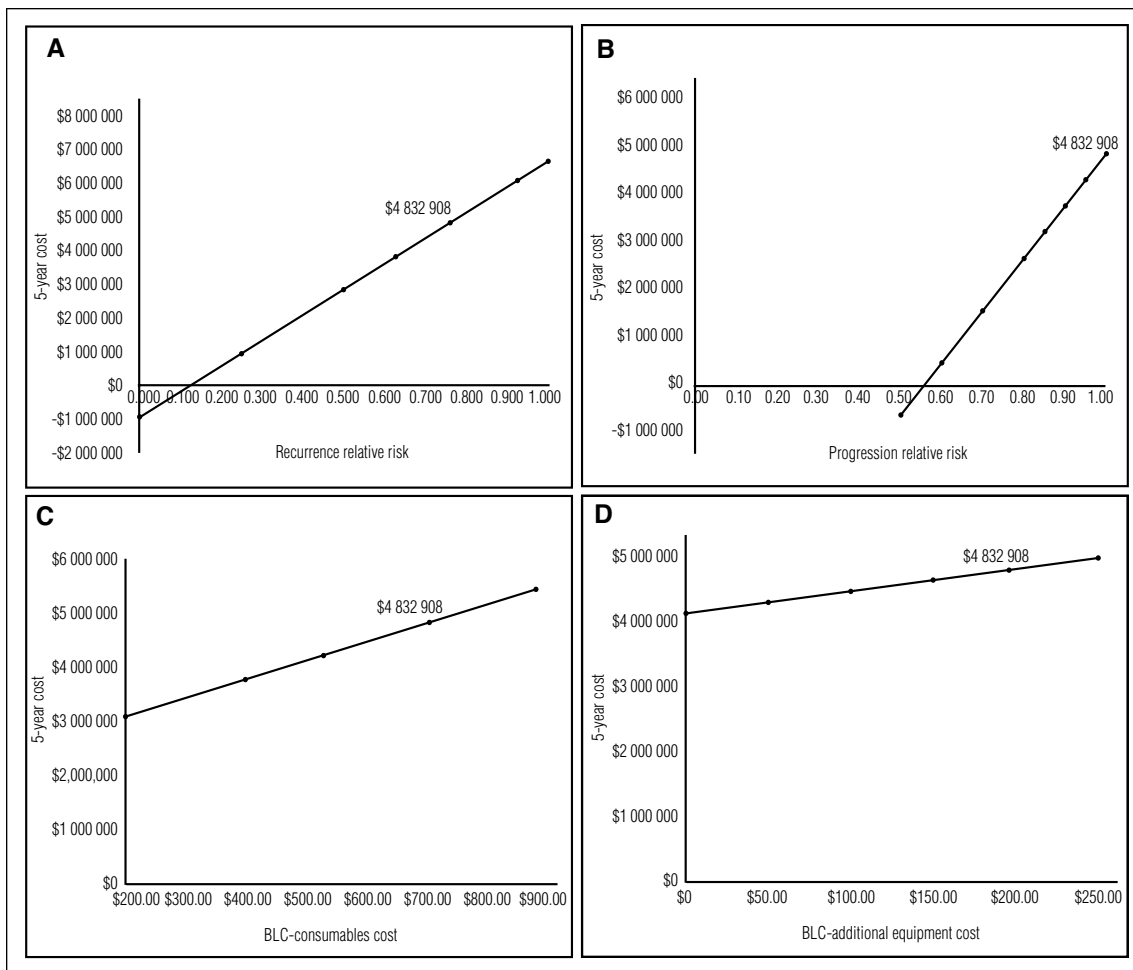 A
$8 000 000
$7 000 000
$6 000 000
$5 000 000
$4 000 000
$3 000 000
$2 000 000
$1 000 000
$0
-$1 000 000
-$2 000 000
5-year cost
$4 832 908
0.000 0.100 0.200 0.300 0.400 0.500 0.600 0.700 0.800 0.900 1.000
Recurrence relative risk
B
$6 000 000
$5 000 000
$4 000 000
$3 000 000
$2 000 000
$1 000 000
$0
-$1 000 000
5-year cost
$4 832 908
0.00 0.10 0.20 0.30 0.40 0.50 0.60 0.70 0.80 0.90 1.00
Progression relative risk
C
$6 000 000
$5 000 000
$4 000 000
$3 000 000
$2,000,000
$1 000 000
$0
5-year cost
$4 832 908
$200.00 $300.00 $400.00 $500.00 $600.00 $700.00 $800.00 $900.00
BLC-consumables cost
D
$5 000 000
$4 000 000
$3 000 000
$2 000 000
$1 000 000
$0
5-year cost
$4 832 908
$0 $50.00 $100.00 $150.00 $200.00 $250.00
BLC-additional equipment cost